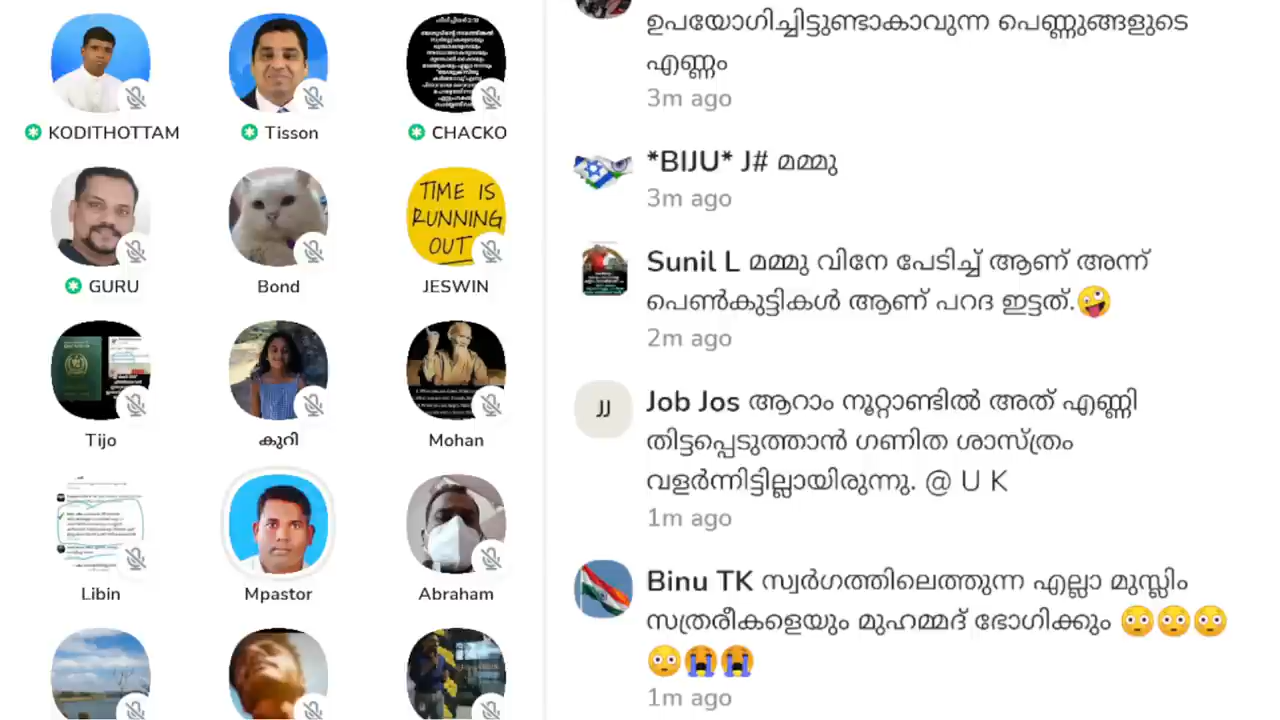 KODITHOTTAM
Tisson
CHACKO
TIME IS
RUNNING
OUT
GURU
Bond
JESWIN
Tijo
കുറി
Mohan
Libin
Mpastor
Abraham
ഉപയോഗിച്ചിട്ടുണ്ടാകാവുന്ന പെണ്ണുങ്ങളുടെ
എണ്ണം
3m ago
*BIJU* J# മമ്മു
3m ago
Sunil L മമ്മു വിനേ പേടിച്ച് ആണ് അന്ന്
പെൺകുട്ടികൾ ആണ് പറദ ഇട്ടത്.🤪
2m ago
JJ
Job Jos ആറാം നൂറ്റാണ്ടിൽ അത് എണ്ണി
തിട്ടപ്പെടുത്താൻ ഗണിത ശാസ്ത്രം
വളർന്നിട്ടില്ലായിരുന്നു. @ U K
1m ago
Binu TK സ്വർഗത്തിലെത്തുന്ന എല്ലാ മുസ്ലിം
സത്രരീകളെയും മുഹമ്മദ് ഭോഗിക്കും 😳😳😳
😳😭😭
1m ago